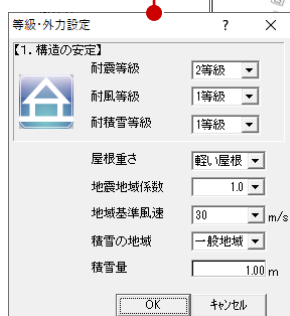 等級･外力設定 ? ×
【1. 構造の安定】
耐震等級 2等級
耐風等級 1等級
耐積雪等級 1等級
屋根重さ 軽い屋根
地震地域係数 1.0
地域基準風速 30 m/s
積雪の地域 一般地域
積雪量 1.00 m
OK ｷｬﾝｾﾙ